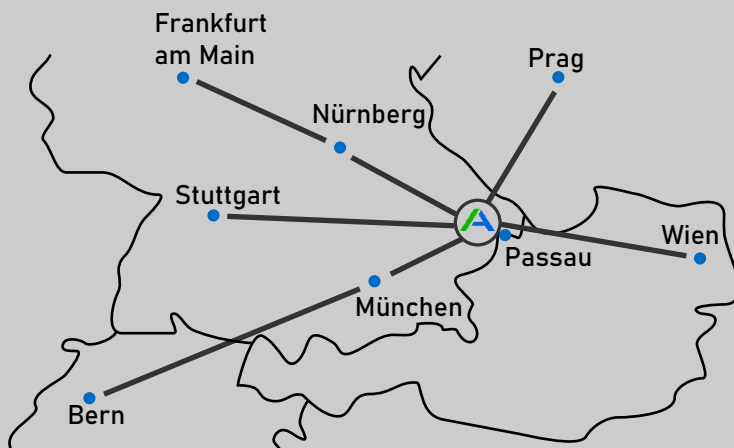 Frankfurt
am Main
Prag
Nürnberg
Stuttgart
Wien
Passau
München
Bern